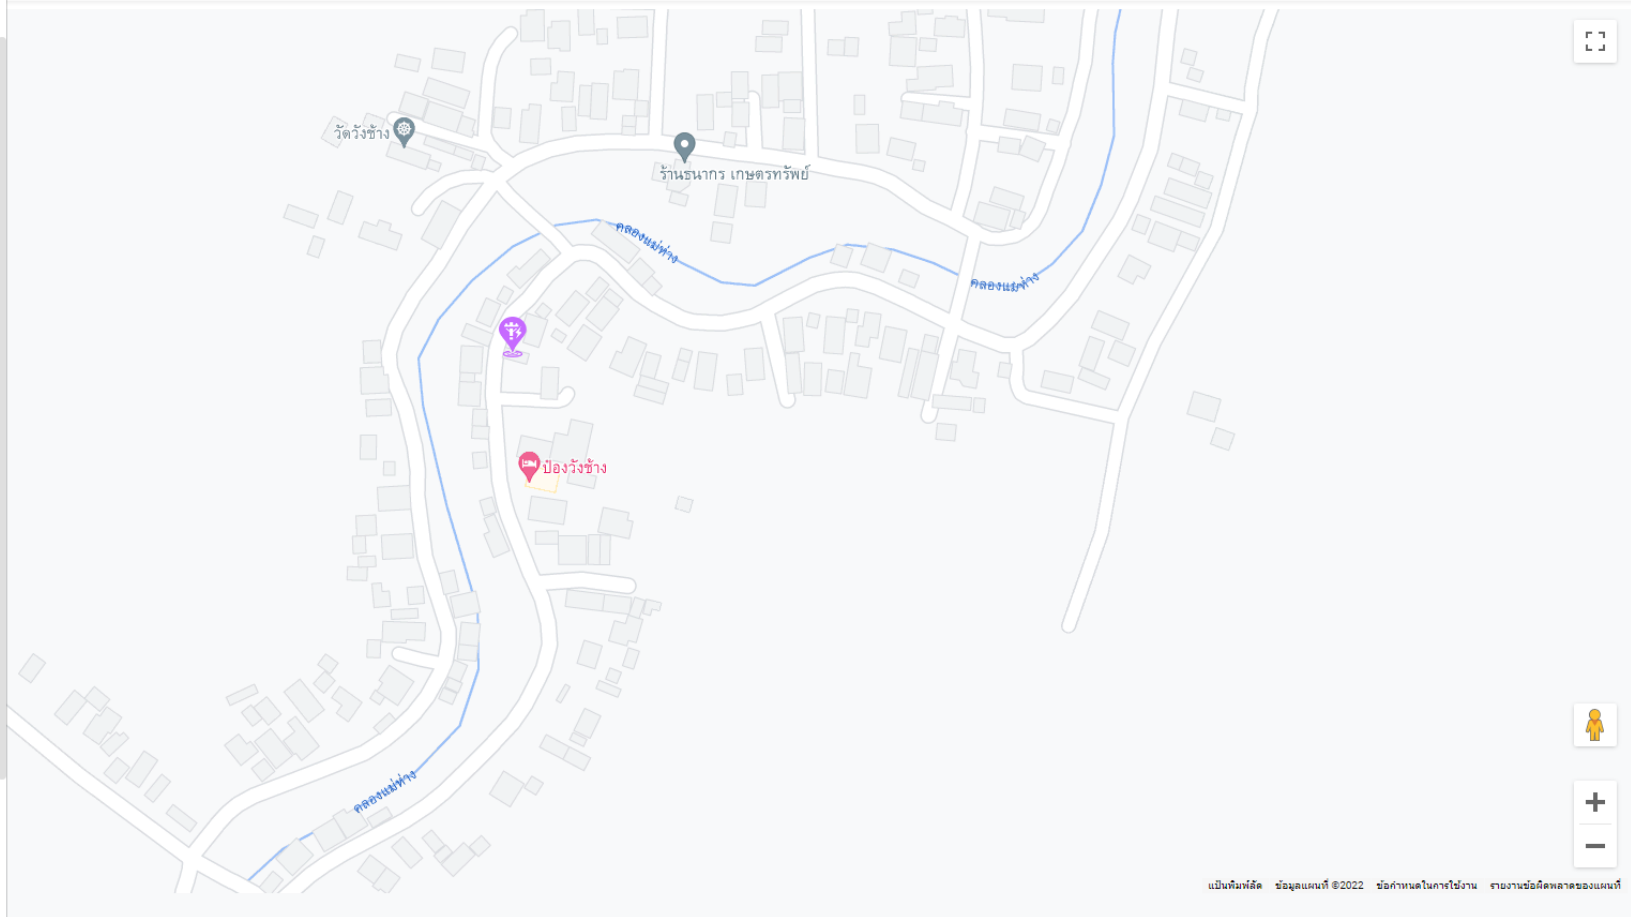 วัดวังช้าง
ร้านธนากร เกษตรทรัพย์
คลองแม่ท่าง
คลองแม่ท่าง
ป๋องวังช้าง
คลองแม่ท่าง
แป้นพิมพ์ลัด ข้อมูลแผนที่ ©2022 ข้อกำหนดในการใช้งาน รายงานข้อผิดพลาดของแผนที่